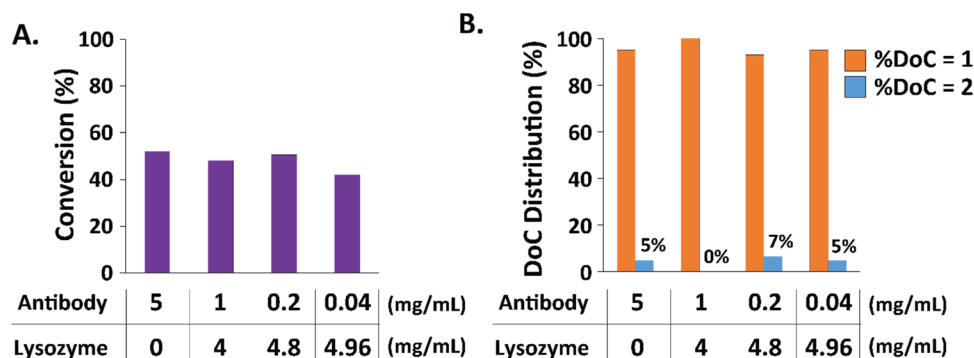 A.
Conversion (%)
100
80
60
40
20
0
Antibody 5 1 0.2 0.04 (mg/mL)
Lysozyme 0 4 4.8 4.96 (mg/mL)
B.
DoC Distribution (%)
100
80
60
40
20
0
%DoC = 1
%DoC = 2
5% 0% 7% 5%
Antibody 5 1 0.2 0.04 (mg/mL)
Lysozyme 0 4 4.8 4.96 (mg/mL)